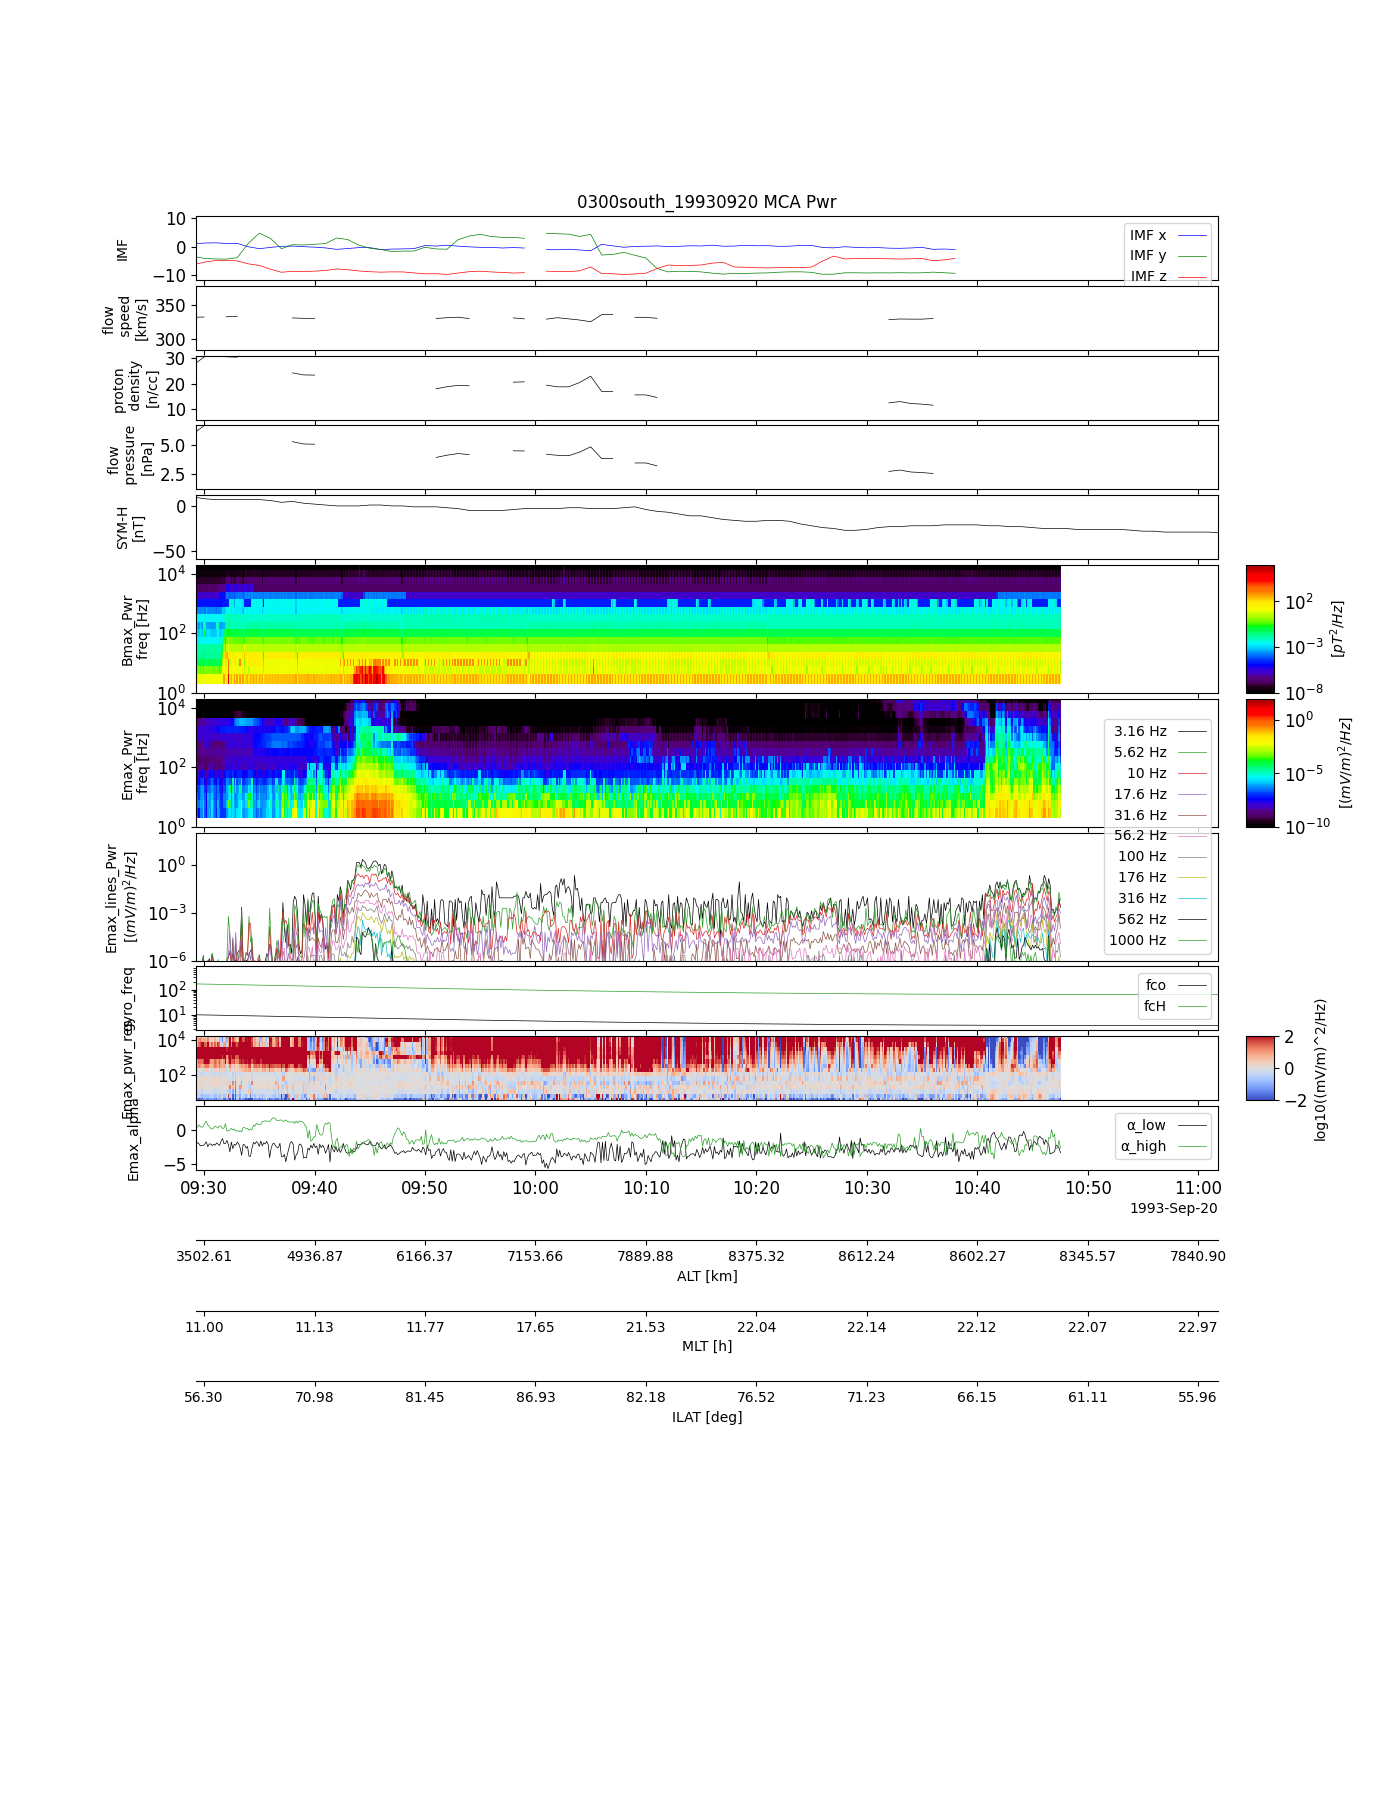 0300south_19930920 MCA Pwr
10
0
−10
IMF
IMF x
IMF y
IMF z
350
300
flow
speed
[km/s]
30
20
10
proton
density
[n/cc]
5.0
2.5
flow
pressure
[nPa]
0
−50
SYM-H
[nT]
10^4
10^2
10^0
Bmax_Pwr
freq [Hz]
10^2
10^−3
10^−8
[pT^2/Hz]
10^4
10^2
10^0
Emax_Pwr
freq [Hz]
10^0
10^−5
10^−10
[(mV/m)^2/Hz]
3.16 Hz
5.62 Hz
10 Hz
17.6 Hz
31.6 Hz
56.2 Hz
100 Hz
176 Hz
316 Hz
562 Hz
1000 Hz
10^0
10^−3
10^−6
Emax_lines_Pwr
[(mV/m)^2/Hz]
10^2
10^1
gyro_freq
fco
fcH
10^4
10^2
Emax_pwr_reg
2
0
−2
log10((mV/m)^2/Hz)
0
−5
Emax_alpha
α_low
α_high
09:30 09:40 09:50 10:00 10:10 10:20 10:30 10:40 10:50 11:00
1993-Sep-20
3502.61 4936.87 6166.37 7153.66 7889.88 8375.32 8612.24 8602.27 8345.57 7840.90
ALT [km]
11.00 11.13 11.77 17.65 21.53 22.04 22.14 22.12 22.07 22.97
MLT [h]
56.30 70.98 81.45 86.93 82.18 76.52 71.23 66.15 61.11 55.96
ILAT [deg]